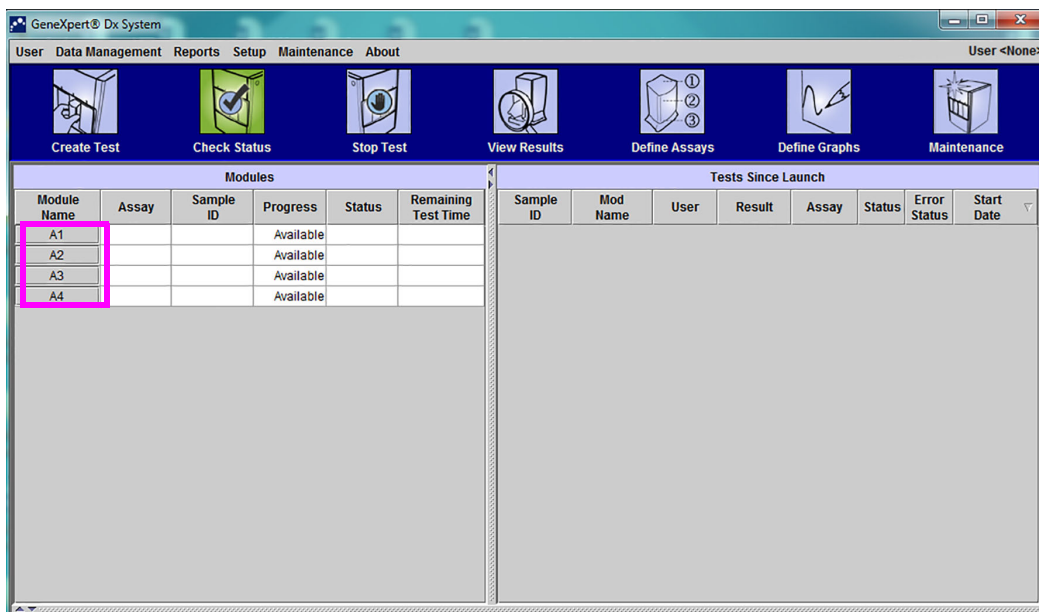 GeneXpert® Dx System
User Data Management Reports Setup Maintenance About User <None>
① ② ③
Create Test Check Status Stop Test View Results Define Assays Define Graphs Maintenance
Modules Tests Since Launch
Module Name Assay Sample ID Progress Status Remaining Test Time Sample ID Mod Name User Result Assay Status Error Status Start Date
A1 Available
A2 Available
A3 Available
A4 Available